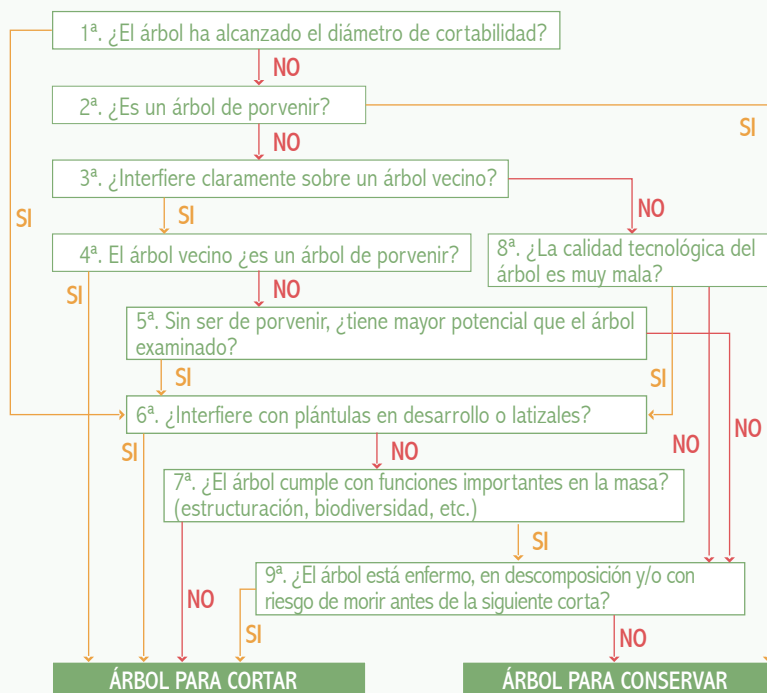 1ª. ¿El árbol ha alcanzado el diámetro de cortabilidad?
NO
2ª. ¿Es un árbol de porvenir?
SI
NO
3ª. ¿Interfiere claramente sobre un árbol vecino?
SI
SI
NO
4ª. El árbol vecino ¿es un árbol de porvenir?
8ª. ¿La calidad tecnológica del
árbol es muy mala?
SI
NO
5ª. Sin ser de porvenir, ¿tiene mayor potencial que el árbol
examinado?
SI
SI
6ª. ¿Interfiere con plántulas en desarrollo o latizales?
NO
SI
NO
NO
7ª. ¿El árbol cumple con funciones importantes en la masa?
(estructuración, biodiversidad, etc.)
SI
9ª. ¿El árbol está enfermo, en descomposición y/o con
riesgo de morir antes de la siguiente corta?
NO
SI
NO
ÁRBOL PARA CORTAR
ÁRBOL PARA CONSERVAR